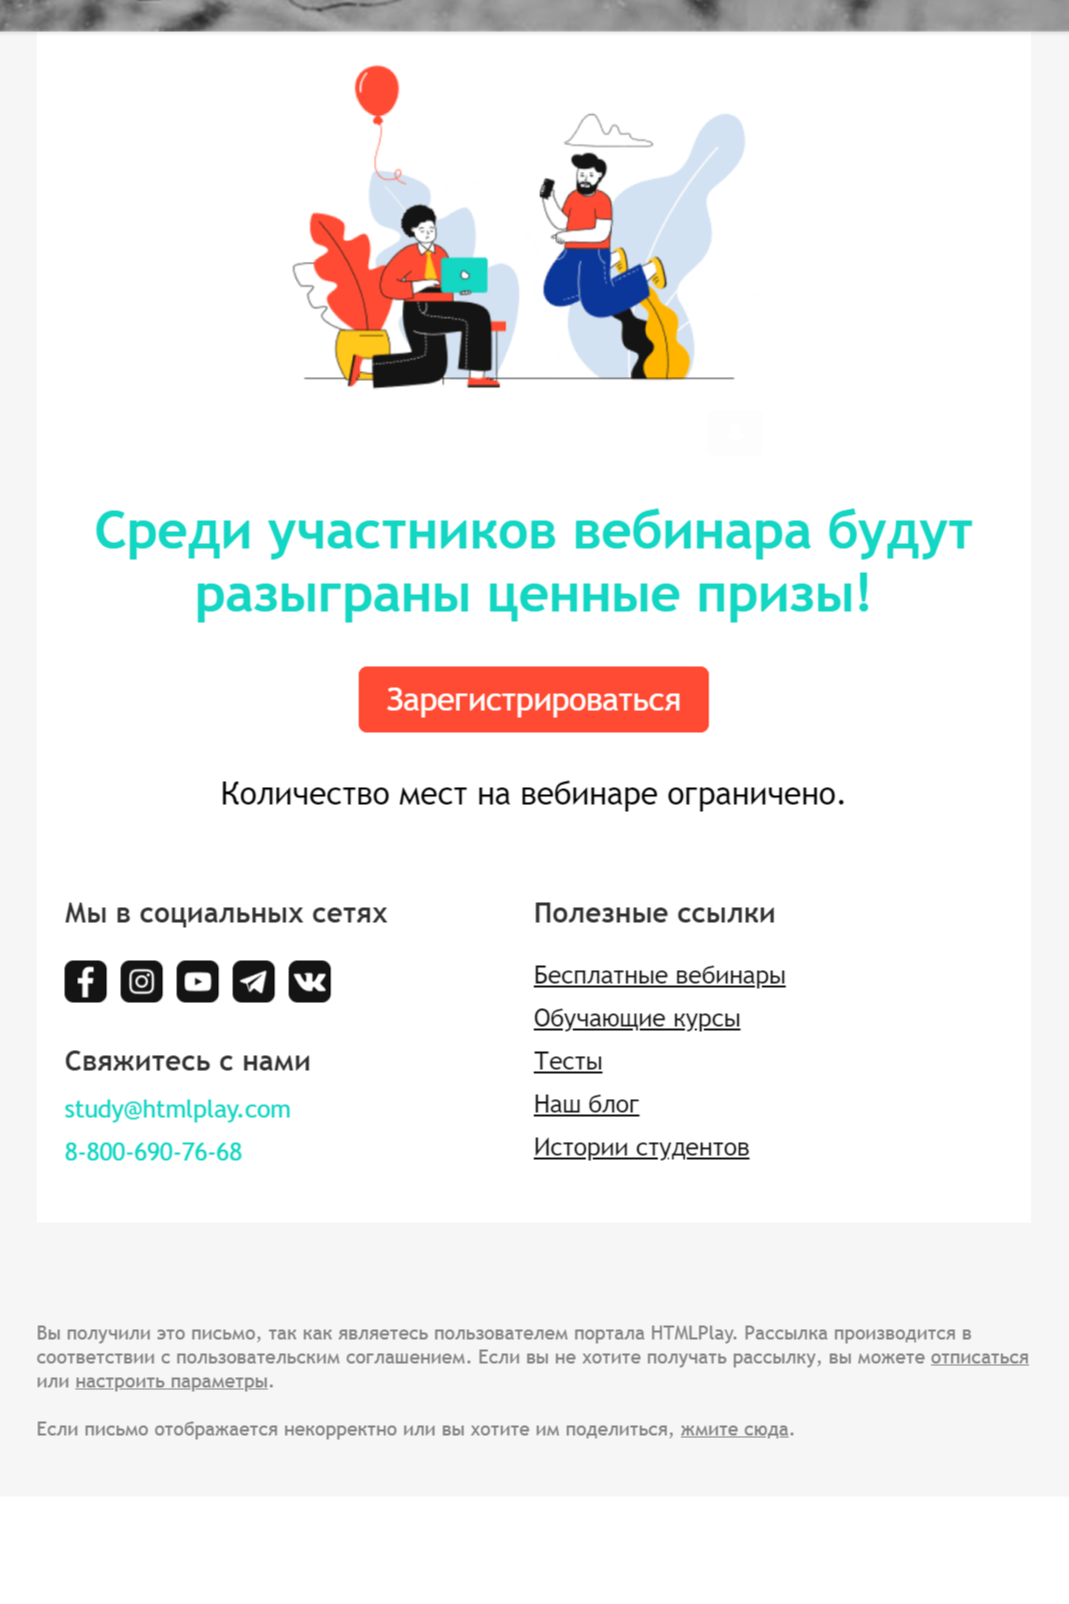 Среди участников вебинара будут
разыграны ценные призы!
Зарегистрироваться
Количество мест на вебинаре ограничено.
Мы в социальных сетях
Свяжитесь с нами
study@htmlplay.com
8-800-690-76-68
Полезные ссылки
Бесплатные вебинары
Обучающие курсы
Тесты
Наш блог
Истории студентов
Вы получили это письмо, так как являетесь пользователем портала HTMLPlay. Рассылка производится в
соответствии с пользовательским соглашением. Если вы не хотите получать рассылку, вы можете отписаться
или настроить параметры.
Если письмо отображается некорректно или вы хотите им поделиться, жмите сюда.